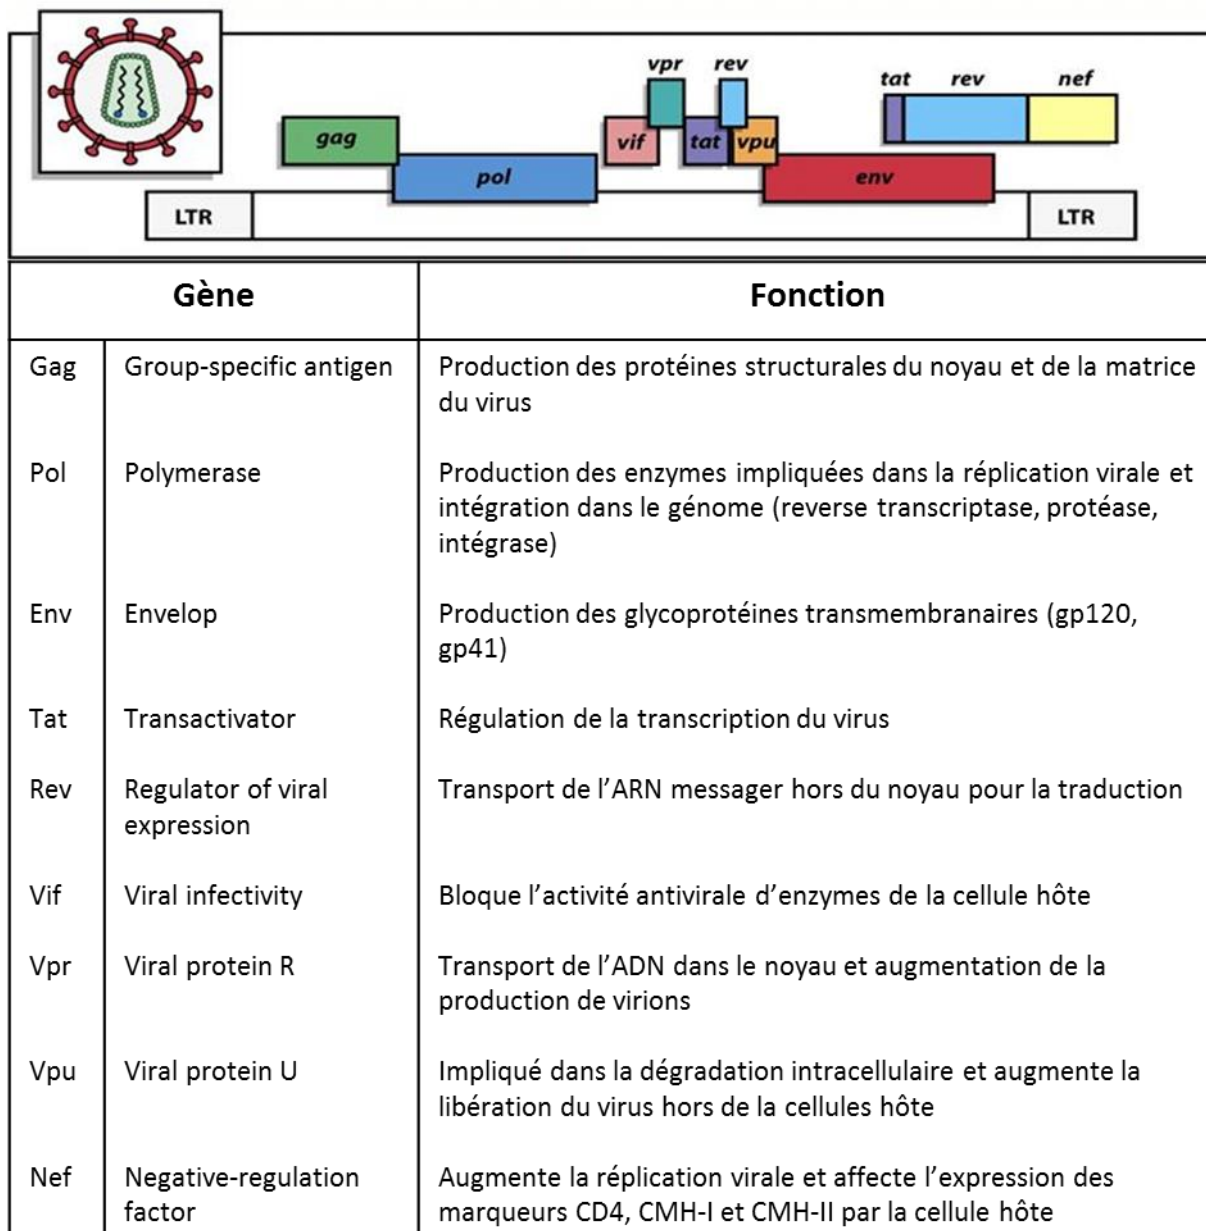 vpr rev
tat rev nef
gag vif tat vpu
pol env
LTR LTR
Gène Fonction
Gag Group-specific antigen Production des protéines structurales du noyau et de la matrice
du virus
Pol Polymerase Production des enzymes impliquées dans la réplication virale et
intégration dans le génome (reverse transcriptase, protéase,
intégrase)
Env Envelop Production des glycoprotéines transmembranaires (gp120,
gp41)
Tat Transactivator Régulation de la transcription du virus
Rev Regulator of viral Transport de l’ARN messager hors du noyau pour la traduction
expression
Vif Viral infectivity Bloque l’activité antivirale d’enzymes de la cellule hôte
Vpr Viral protein R Transport de l’ADN dans le noyau et augmentation de la
production de virions
Vpu Viral protein U Impliqué dans la dégradation intracellulaire et augmente la
libération du virus hors de la cellules hôte
Nef Negative-regulation Augmente la réplication virale et affecte l’expression des
factor marqueurs CD4, CMH-I et CMH-II par la cellule hôte